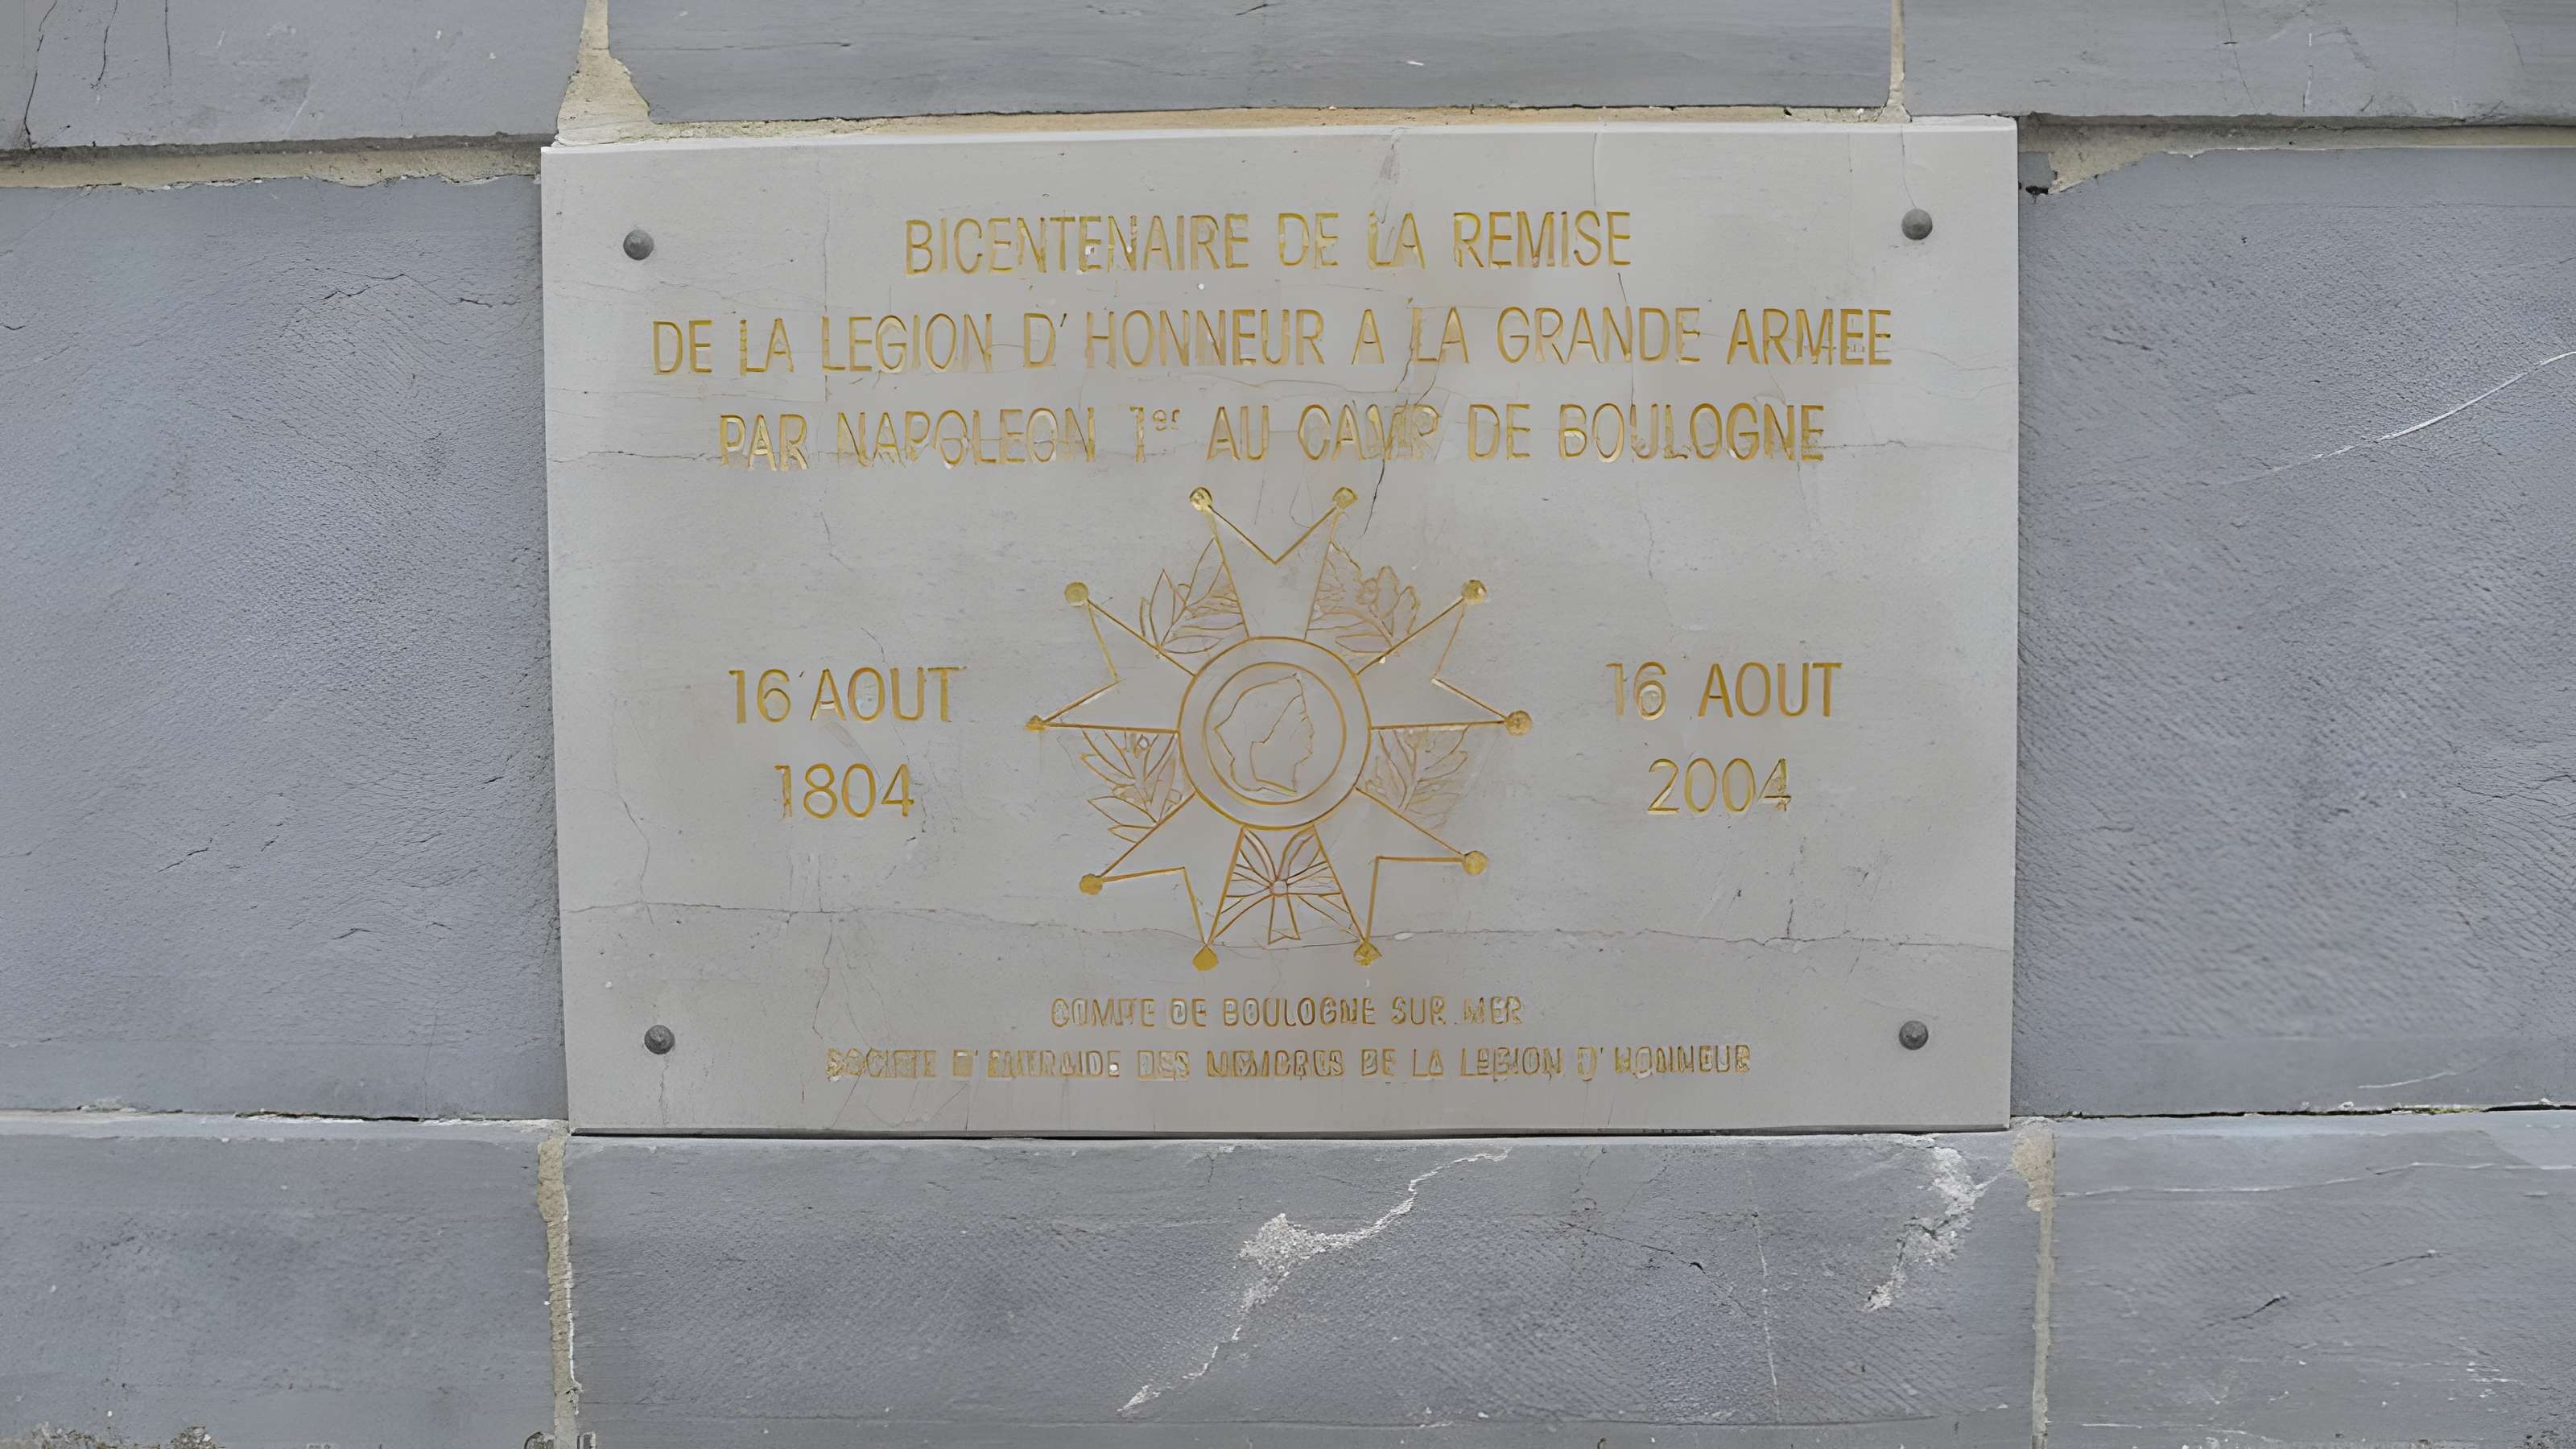 BICENTENAIRE DE LA REMISE
DE LA LEGION D'HONNEUR A LA GRANDE ARMEE
PAR NAPOLEON 1er AU CAMP DE BOULOGNE
16 AOUT
1804
16 AOUT
2004
DE BOULOGNE SUR MER
SOCIETE D'ENTRAIDE DES MEMBRES DE LA LEGION D'HONNEUR